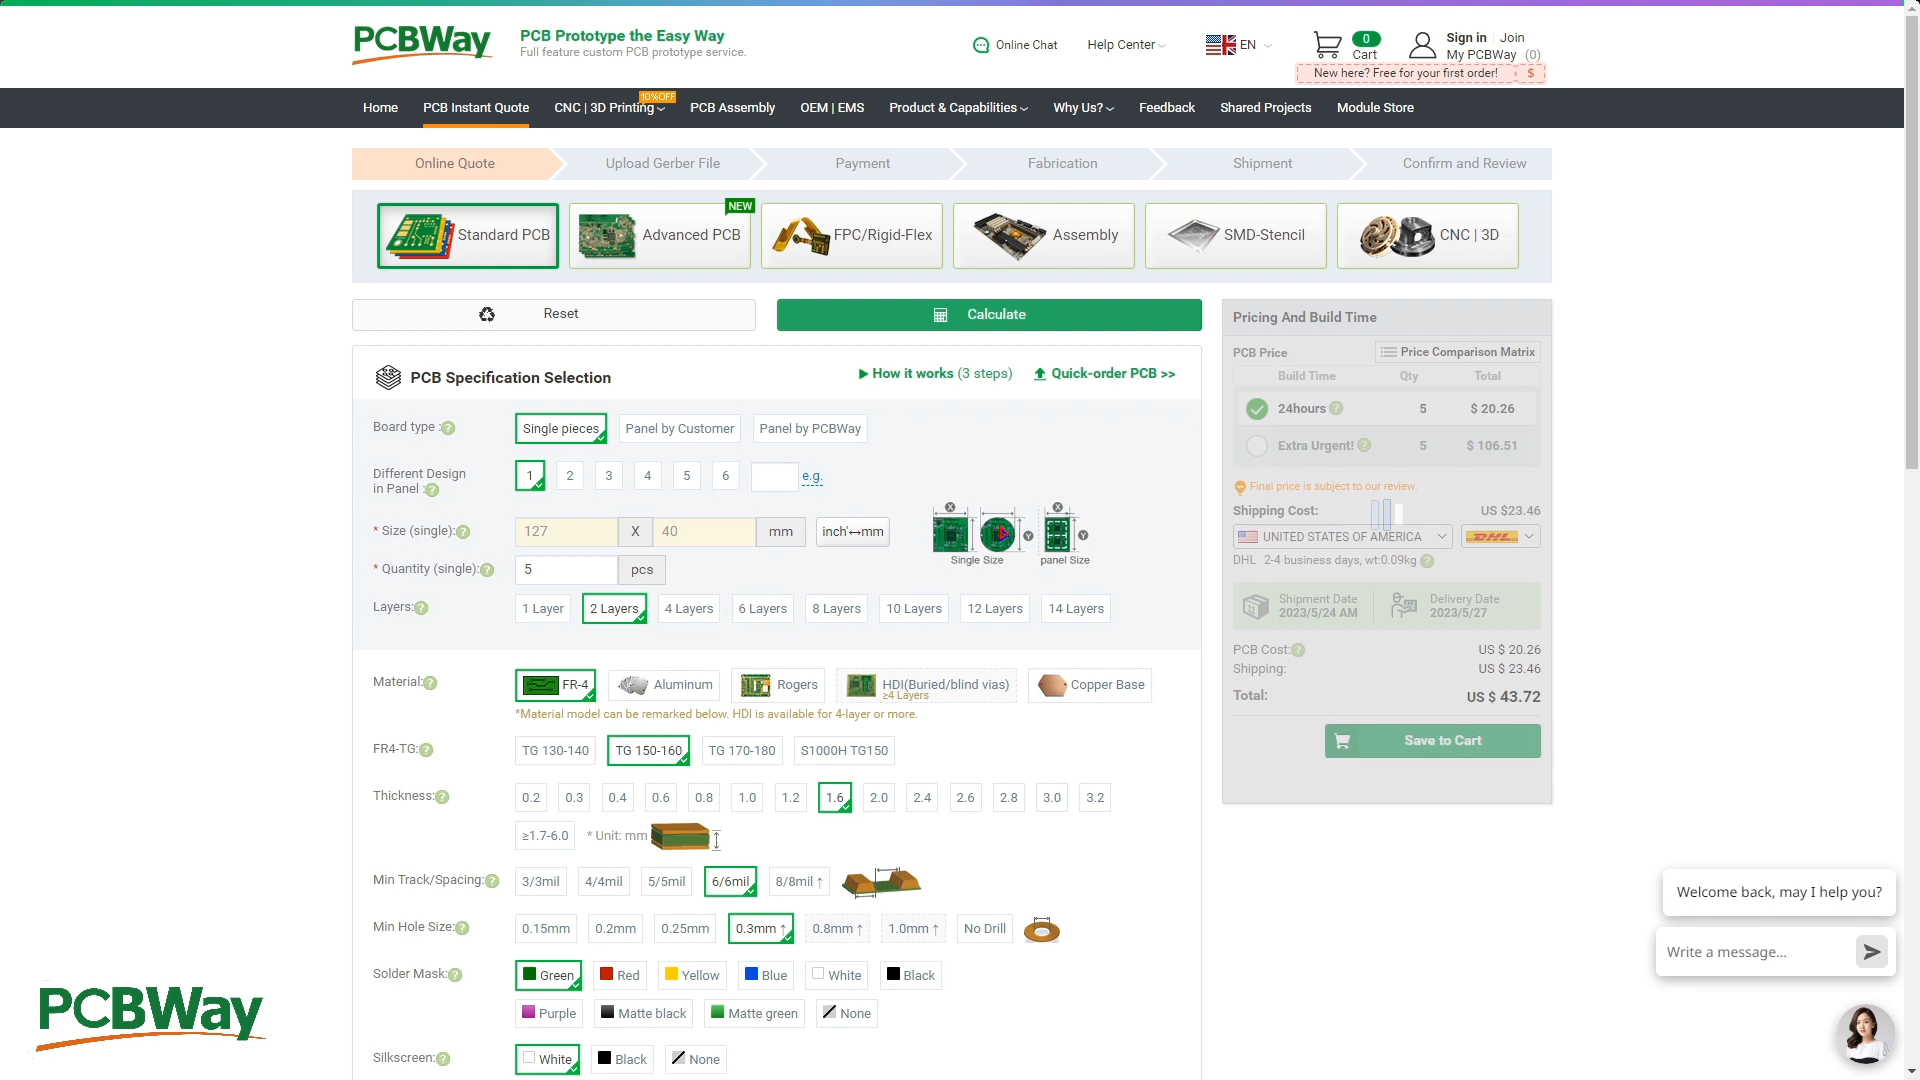 PCBWay
PCB Prototype the Easy Way
Full feature custom PCB prototype service.
Online Chat
Help Center
EN
0
Cart
Sign in
Join
My PCBWay (0)
New here? Free for your first order!
$
Home
PCB Instant Quote
CNC | 3D Printing
10%OFF
PCB Assembly
OEM | EMS
Product & Capabilities
Why Us?
Feedback
Shared Projects
Module Store
Online Quote
Upload Gerber File
Payment
Fabrication
Shipment
Confirm and Review
Standard PCB
NEW
Advanced PCB
FPC/Rigid-Flex
Assembly
SMD-Stencil
CNC | 3D
Reset
Calculate
PCB Specification Selection
How it works (3 steps)
Quick-order PCB >>
Board type :
Single pieces
Panel by Customer
Panel by PCBWay
Different Design
in Panel :
1
2
3
4
5
6
e.g.
* Size (single):
127
X
40
mm
inch↔mm
X
X
Y
Y
Single Size
panel Size
* Quantity (single):
5
pcs
Layers:
1 Layer
2 Layers
4 Layers
6 Layers
8 Layers
10 Layers
12 Layers
14 Layers
Material:
FR-4
Aluminum
Rogers
HDI(Buried/blind vias)
≥4 Layers
Copper Base
*Material model can be remarked below. HDI is available for 4-layer or more.
FR4-TG:
TG 130-140
TG 150-160
TG 170-180
S1000H TG150
Thickness:
0.2
0.3
0.4
0.6
0.8
1.0
1.2
1.6
2.0
2.4
2.6
2.8
3.0
3.2
≥1.7-6.0
* Unit: mm
Min Track/Spacing:
3/3mil
4/4mil
5/5mil
6/6mil
8/8mil ↑
Min Hole Size:
0.15mm
0.2mm
0.25mm
0.3mm ↑
0.8mm ↑
1.0mm ↑
No Drill
Solder Mask:
Green
Red
Yellow
Blue
White
Black
Purple
Matte black
Matte green
None
Silkscreen:
White
Black
None
Pricing And Build Time
PCB Price
Price Comparison Matrix
Build Time
Qty
Total
24hours
5
$ 20.26
Extra Urgent!
5
$ 106.51
Final price is subject to our review.
Shipping Cost:
US $23.46
UNITED STATES OF AMERICA
DHL
DHL 2-4 business days, wt:0.09kg
Shipment Date
2023/5/24 AM
Delivery Date
2023/5/27
PCB Cost:
US $ 20.26
Shipping:
US $ 23.46
Total:
US $ 43.72
Save to Cart
Welcome back, may I help you?
Write a message...
PCBWay